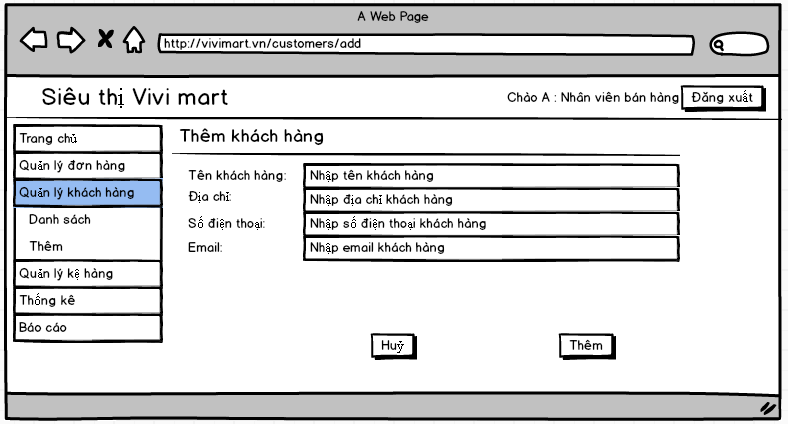 A Web Page
http://vivimart.vn/customers/add
Siêu thị Vivi mart
Chào A : Nhân viên bán hàng
Đăng xuất
Trang chủ
Quản lý đơn hàng
Quản lý khách hàng
Danh sách
Thêm
Quản lý kệ hàng
Thống kê
Báo cáo
Thêm khách hàng
Tên khách hàng: Nhập tên khách hàng
Địa chỉ: Nhập địa chỉ khách hàng
Số điện thoại: Nhập số điện thoại khách hàng
Email: Nhập email khách hàng
Huỷ
Thêm